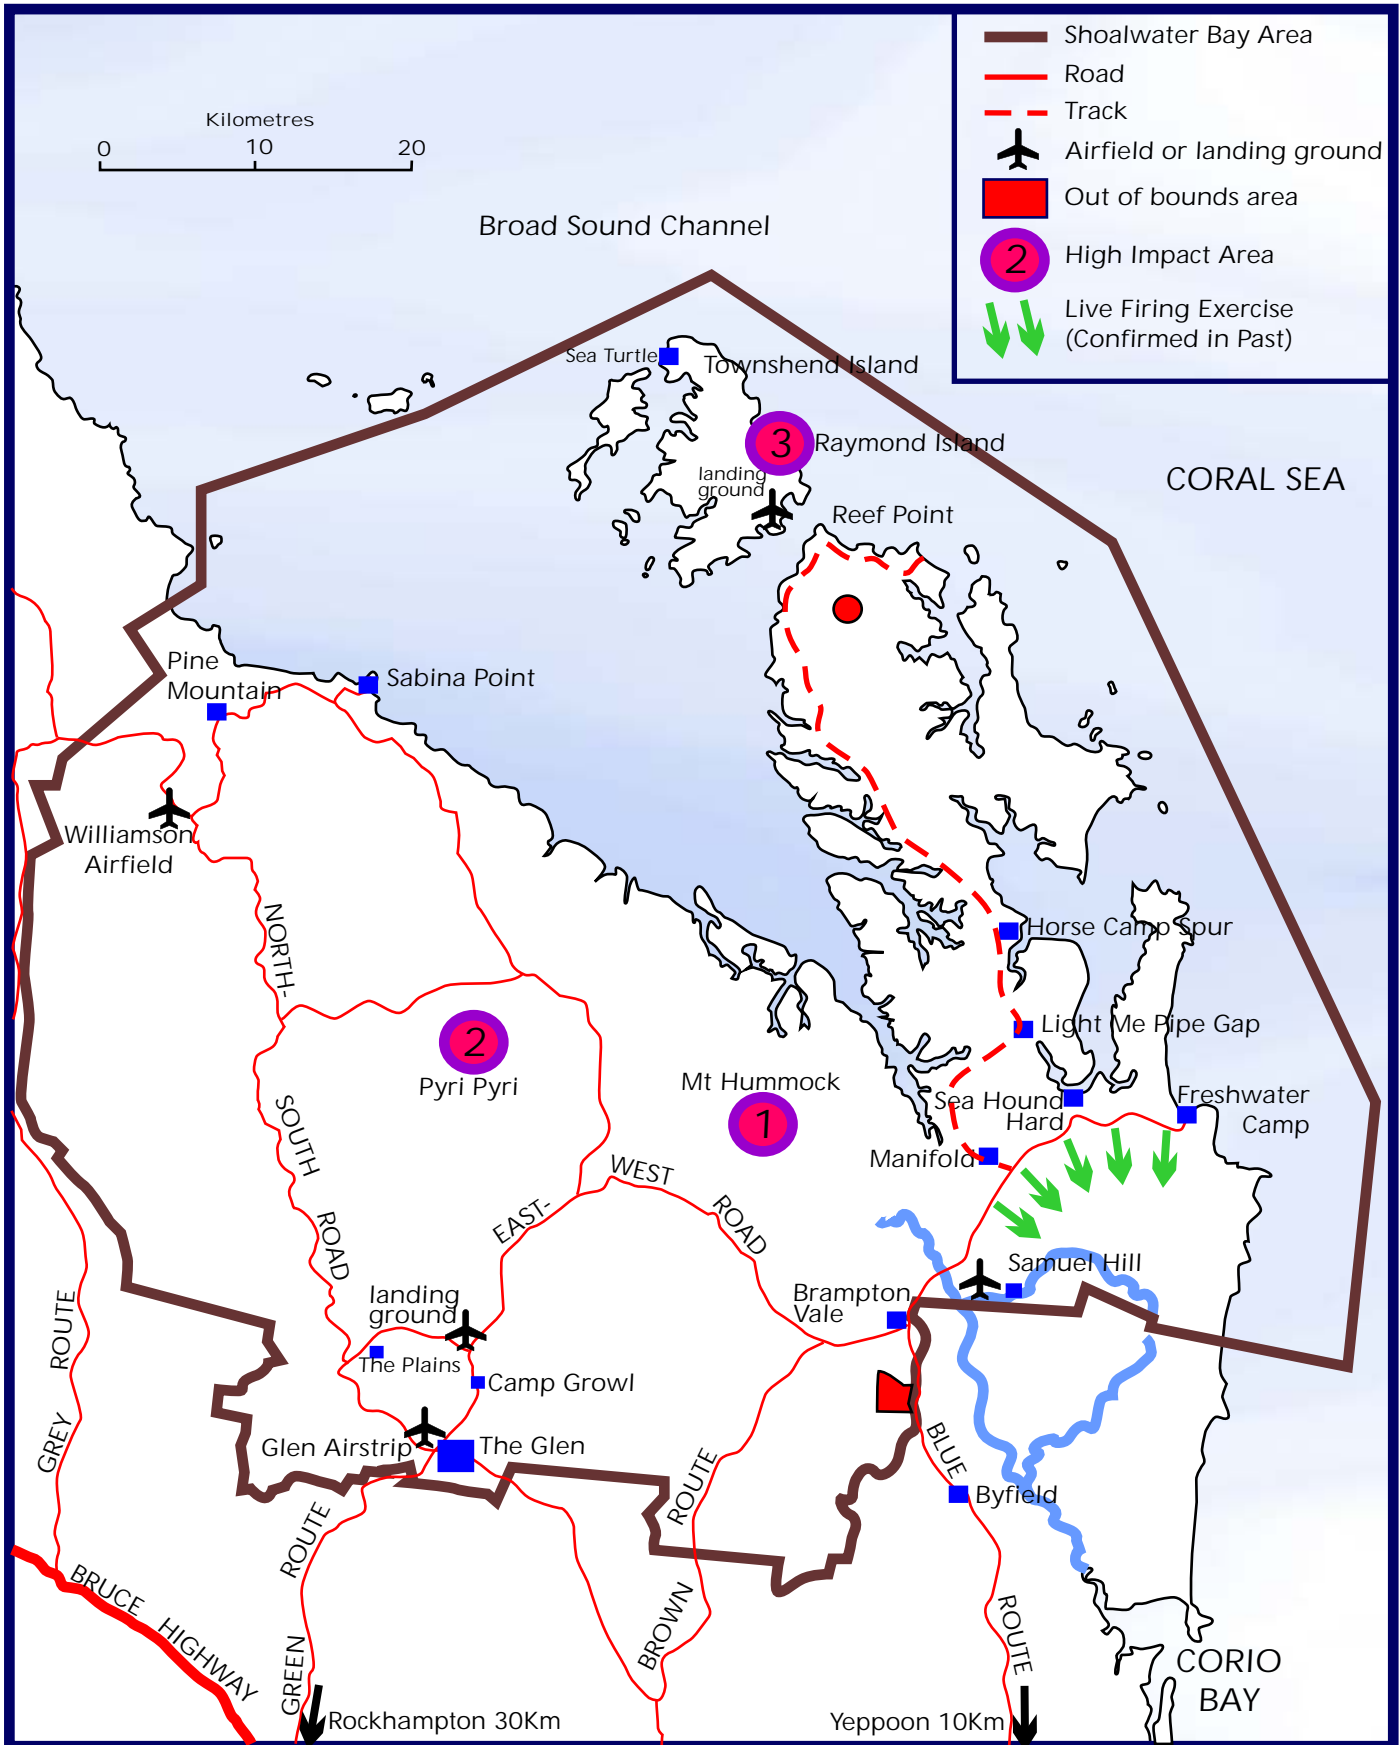 Shoalwater Bay Area
Road
Track
Airfield or landing ground
Out of bounds area
2
High Impact Area
Live Firing Exercise
(Confirmed in Past)
Kilometres
0 10 20
Broad Sound Channel
Sea Turtle
Townshend Island
3
Raymond Island
landing
ground
CORAL SEA
Reef Point
Pine
Mountain
Sabina Point
Williamson
Airfield
NORTH-
SOUTH
ROAD
Horse Camp Spur
Light Me Pipe Gap
2
Pyri Pyri
Mt Hummock
1
Sea Hound
Hard
Freshwater
Camp
Manifold
EAST-
WEST
ROAD
Samuel Hill
Brampton
Vale
landing
ground
The Plains
Camp Growl
Glen Airstrip
The Glen
GREY
ROUTE
BLUE
ROUTE
Byfield
GREEN
ROUTE
BROWN
ROUTE
BRUCE
HIGHWAY
CORIO
BAY
Rockhampton 30Km
Yeppoon 10Km